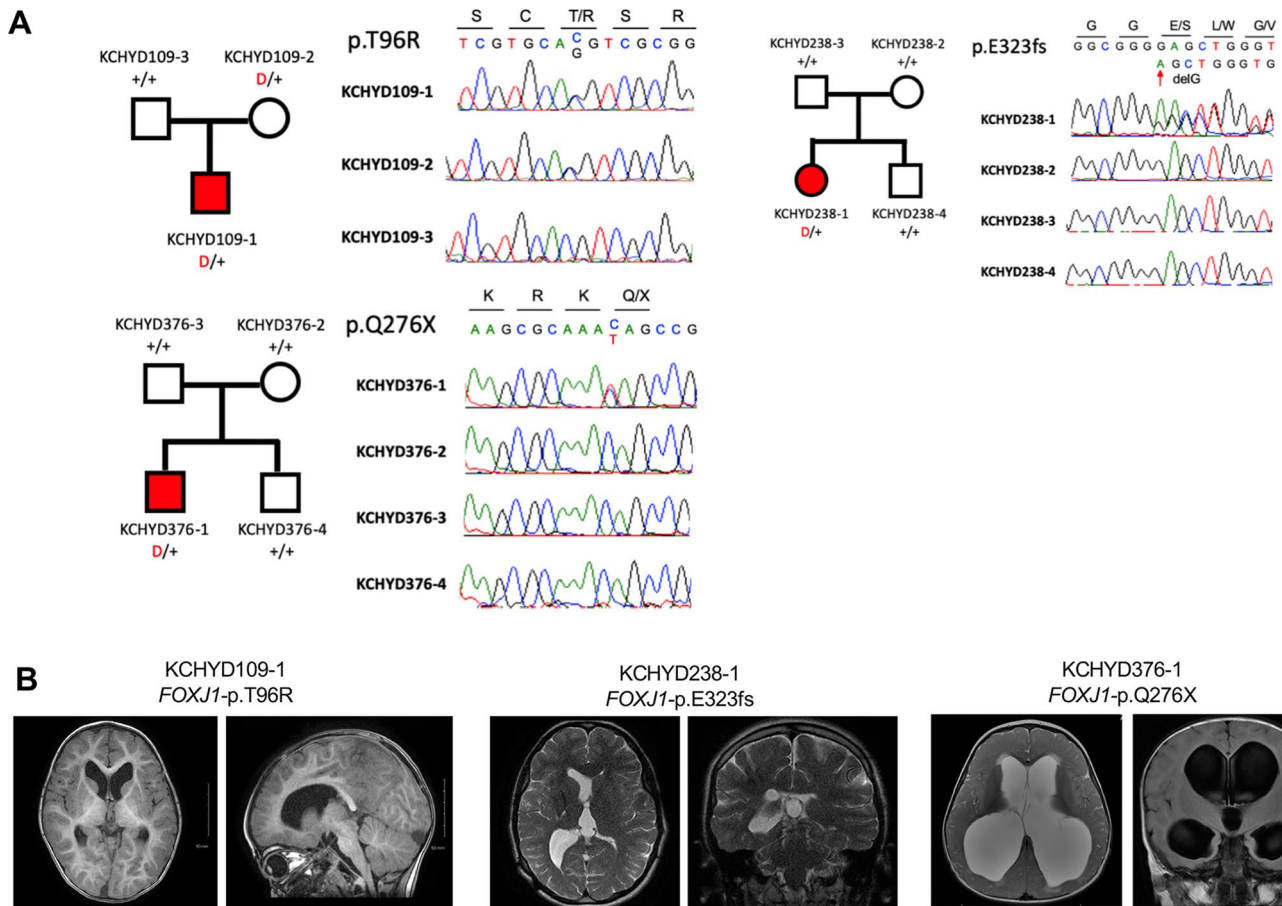 A
KCHYD109-3
+/+
KCHYD109-2
D/+
KCHYD109-1
D/+
p.T96R
S C T/R S R
T C G T G C A C G T C G C G G
G
KCHYD109-1
KCHYD109-2
KCHYD109-3
KCHYD238-3
+/+
KCHYD238-2
+/+
KCHYD238-1
D/+
KCHYD238-4
+/+
p.E323fs
G G E/S L/W G/V
G G C G G G G A G C T G G G T
A G C T G G G T G
delG
KCHYD238-1
KCHYD238-2
KCHYD238-3
KCHYD238-4
KCHYD376-3
+/+
KCHYD376-2
+/+
KCHYD376-1
D/+
KCHYD376-4
+/+
p.Q276X
K R K Q/X
A A G C G C A A A C A G C C G
T
KCHYD376-1
KCHYD376-2
KCHYD376-3
KCHYD376-4
B
KCHYD109-1
FOXJ1-p.T96R
KCHYD238-1
FOXJ1-p.E323fs
KCHYD376-1
FOXJ1-p.Q276X